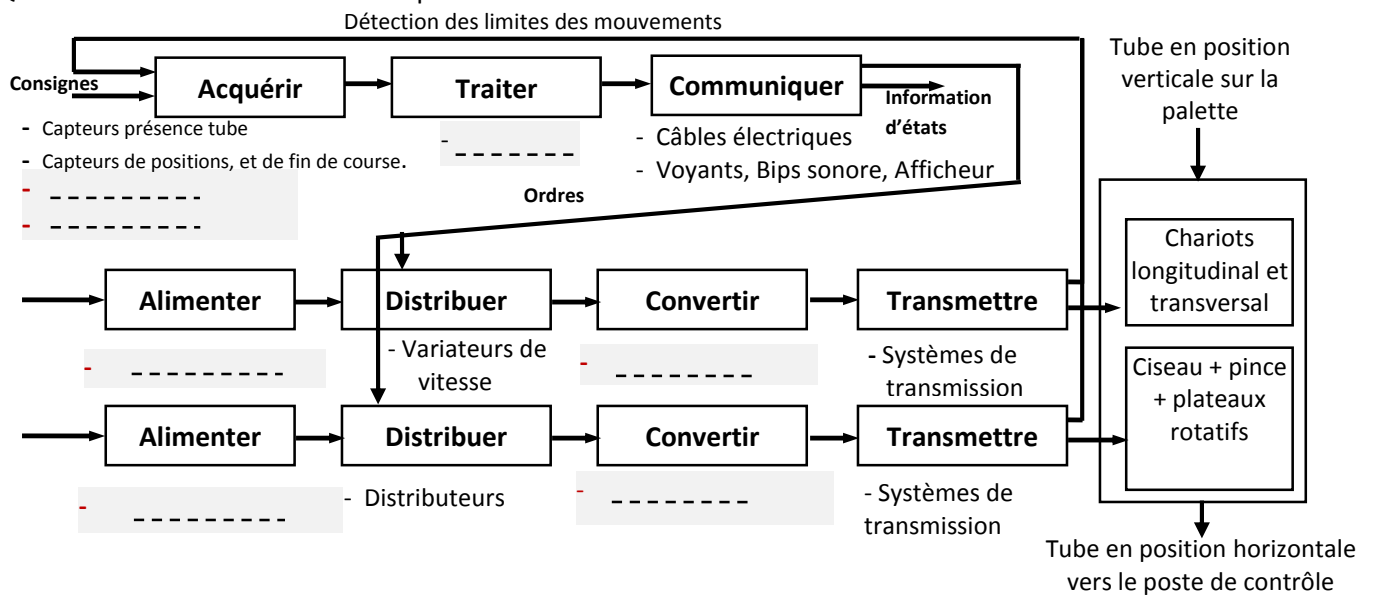 Détection des limites des mouvements
Consignes
Acquérir
Traiter
Communiquer
Information
d’états
- Capteurs présence tube
- Capteurs de positions, et de fin de course.
- _ _ _ _ _ _ _ _ _
- _ _ _ _ _ _ _ _ _
- _ _ _ _ _ _ _
- Câbles électriques
- Voyants, Bips sonore, Afficheur
Ordres
Tube en position
verticale sur la
palette
Alimenter
Distribuer
Convertir
Transmettre
- _ _ _ _ _ _ _ _ _
- Variateurs de
vitesse
- _ _ _ _ _ _ _
- Systèmes de
transmission
Chariots
longitudinal et
transversal
Alimenter
Distribuer
Convertir
Transmettre
- _ _ _ _ _ _ _ _ _
- Distributeurs
- _ _ _ _ _ _ _ _
- Systèmes de
transmission
Ciseau + pince
+ plateaux
rotatifs
Tube en position horizontale
vers le poste de contrôle